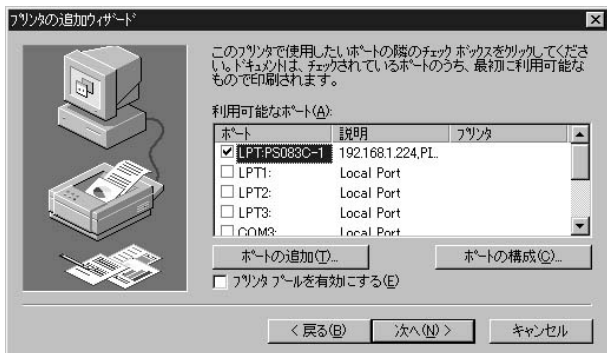 プリンタの追加ウィザード
このプリンタで使用したいポートの隣のチェック ボックスをクリックしてくださ
い。ドキュメントは、チェックされているポートのうち、最初に利用可能な
もので印刷されます。
利用可能なポート(A):
ポート 説明 プリンタ
LPT:PS083C-1 192.168.1.224,PI...
LPT1: Local Port
LPT2: Local Port
LPT3: Local Port
COM3: Local Port
ポートの追加(T)... ポートの構成(C)...
プリンタ プールを有効にする(E)
< 戻る(B) 次へ(N) > キャンセル